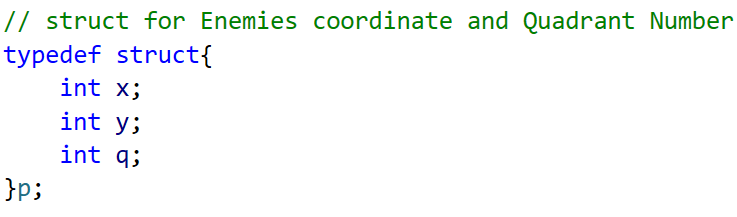 // struct for Enemies coordinate and Quadrant Number
typedef struct{
    int x;
    int y;
    int q;
}p;